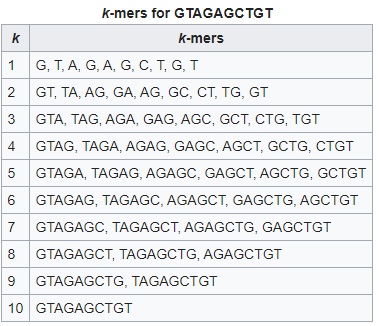 k-mers for GTAGAGCTGT
k k-mers
1 G, T, A, G, A, G, C, T, G, T
2 GT, TA, AG, GA, AG, GC, CT, TG, GT
3 GTA, TAG, AGA, GAG, AGC, GCT, CTG, TGT
4 GTAG, TAGA, AGAG, GAGC, AGCT, GCTG, CTGT
5 GTAGA, TAGAG, AGAGC, GAGCT, AGCTG, GCTGT
6 GTAGAG, TAGAGC, AGAGCT, GAGCTG, AGCTGT
7 GTAGAGC, TAGAGCT, AGAGCTG, GAGCTGT
8 GTAGAGCT, TAGAGCTG, AGAGCTGT
9 GTAGAGCTG, TAGAGCTGT
10 GTAGAGCTGT